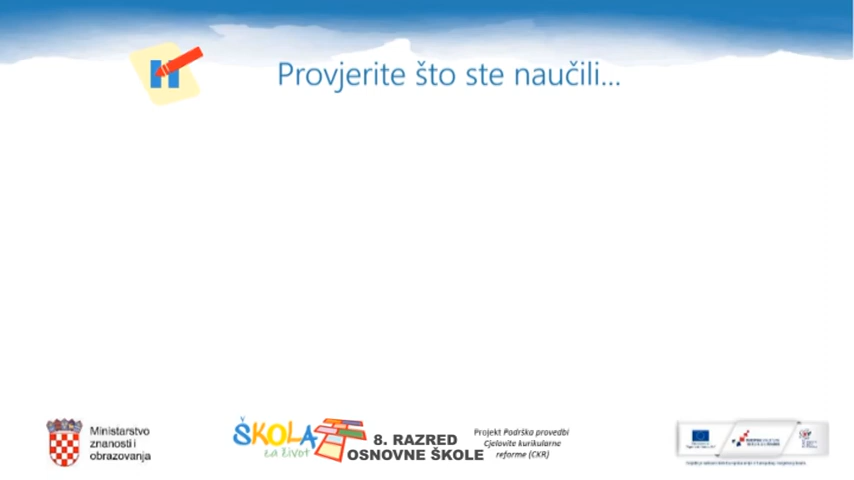 Provjerite što ste naučili...
Ministarstvo
znanosti i
obrazovanja
ŠKOLA
za život
8. RAZRED
OSNOVNE ŠKOLE
Projekt Podrška provedbi
Cjelovite kurikularne
reforme (CKR)